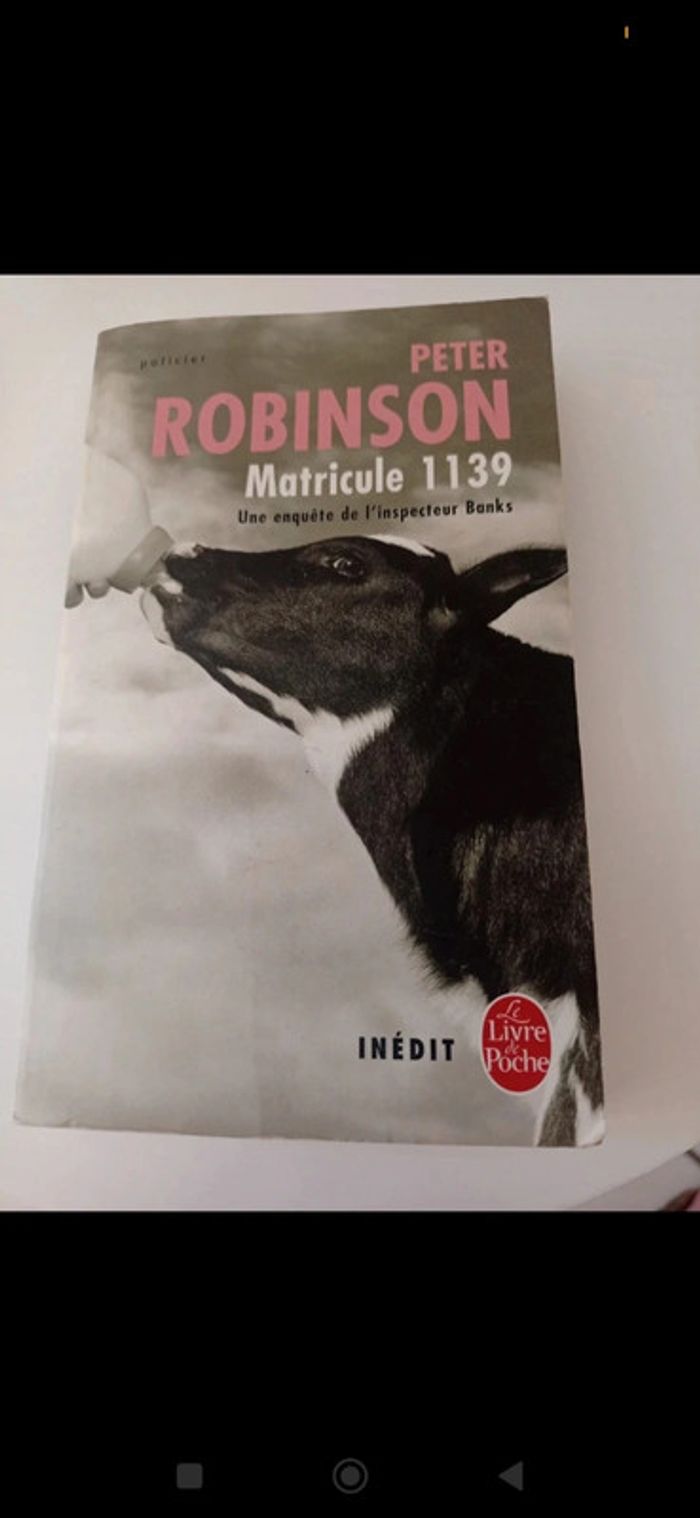 policier
PETER
ROBINSON
Matricule 1139
Une enquête de l'inspecteur Banks
INÉDIT
Le
Livre
de
Poche